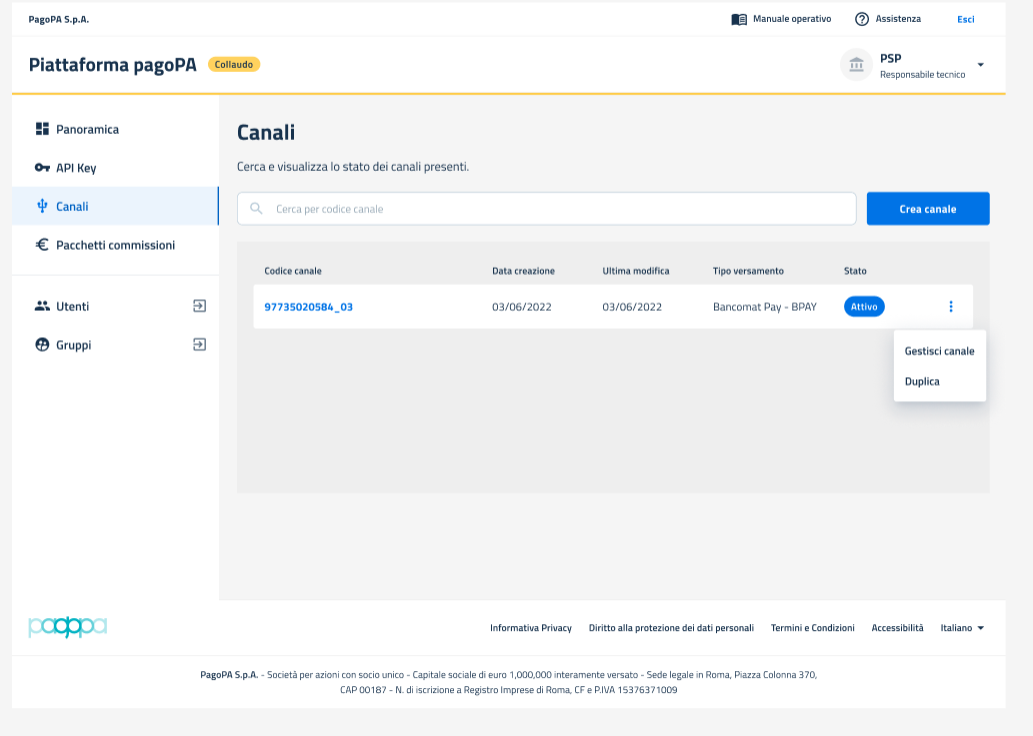 PagoPA S.p.A.
Manuale operativo
Assistenza
Esci
Piattaforma pagoPA
Collaudo
PSP
Responsabile tecnico
Panoramica
API Key
Canali
Pacchetti commissioni
Utenti
Gruppi
Canali
Cerca e visualizza lo stato dei canali presenti.
Cerca per codice canale
Crea canale
Codice canale Data creazione Ultima modifica Tipo versamento Stato
97735020584_03 03/06/2022 03/06/2022 Bancomat Pay - BPAY Attivo
Gestisci canale
Duplica
pagopa
Informativa Privacy Diritto alla protezione dei dati personali Termini e Condizioni Accessibilità Italiano
PagoPA S.p.A. - Società per azioni con socio unico - Capitale sociale di euro 1,000,000 interamente versato - Sede legale in Roma, Piazza Colonna 370,
CAP 00187 - N. di iscrizione a Registro Imprese di Roma, CF e P.IVA 15376371009